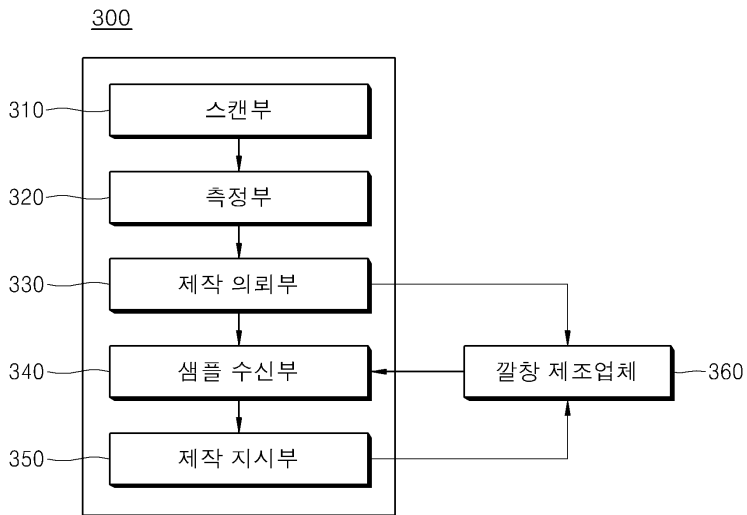 300
310 스캔부
320 측정부
330 제작 의뢰부
340 샘플 수신부
깔창 제조업체 360
350 제작 지시부